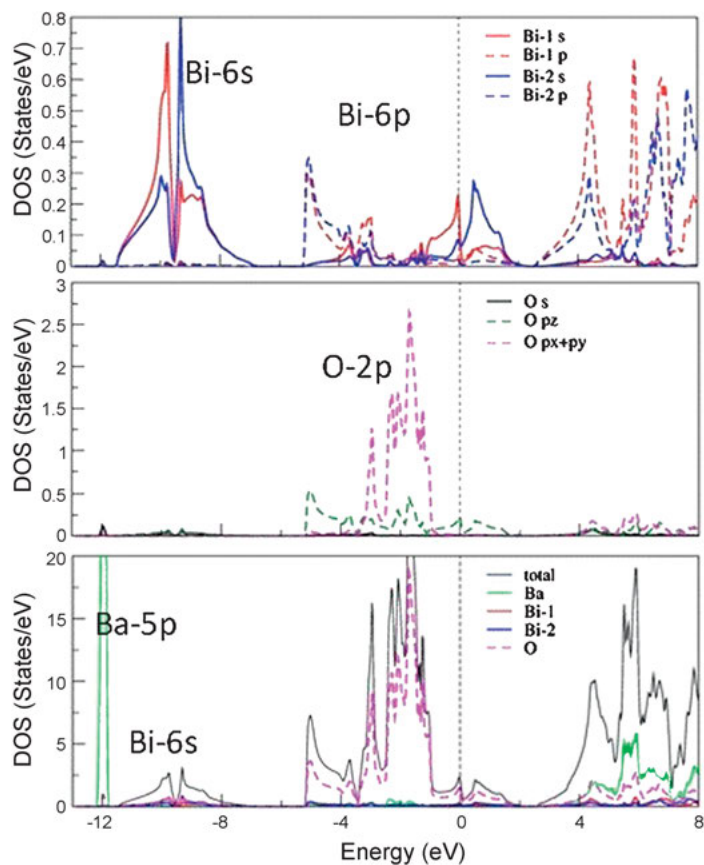 0.8
0.7
0.6
0.5
0.4
0.3
0.2
0.1
0
DOS (States/eV)
Bi-6s
Bi-6p
Bi-1 s
Bi-1 p
Bi-2 s
Bi-2 p
3
2.5
2
1.5
1
0.5
0
DOS (States/eV)
O-2p
O s
O pz
O px+py
20
15
10
5
0
DOS (States/eV)
Ba-5p
Bi-6s
total
Ba
Bi-1
Bi-2
O
-12
-8
-4
0
4
8
Energy (eV)